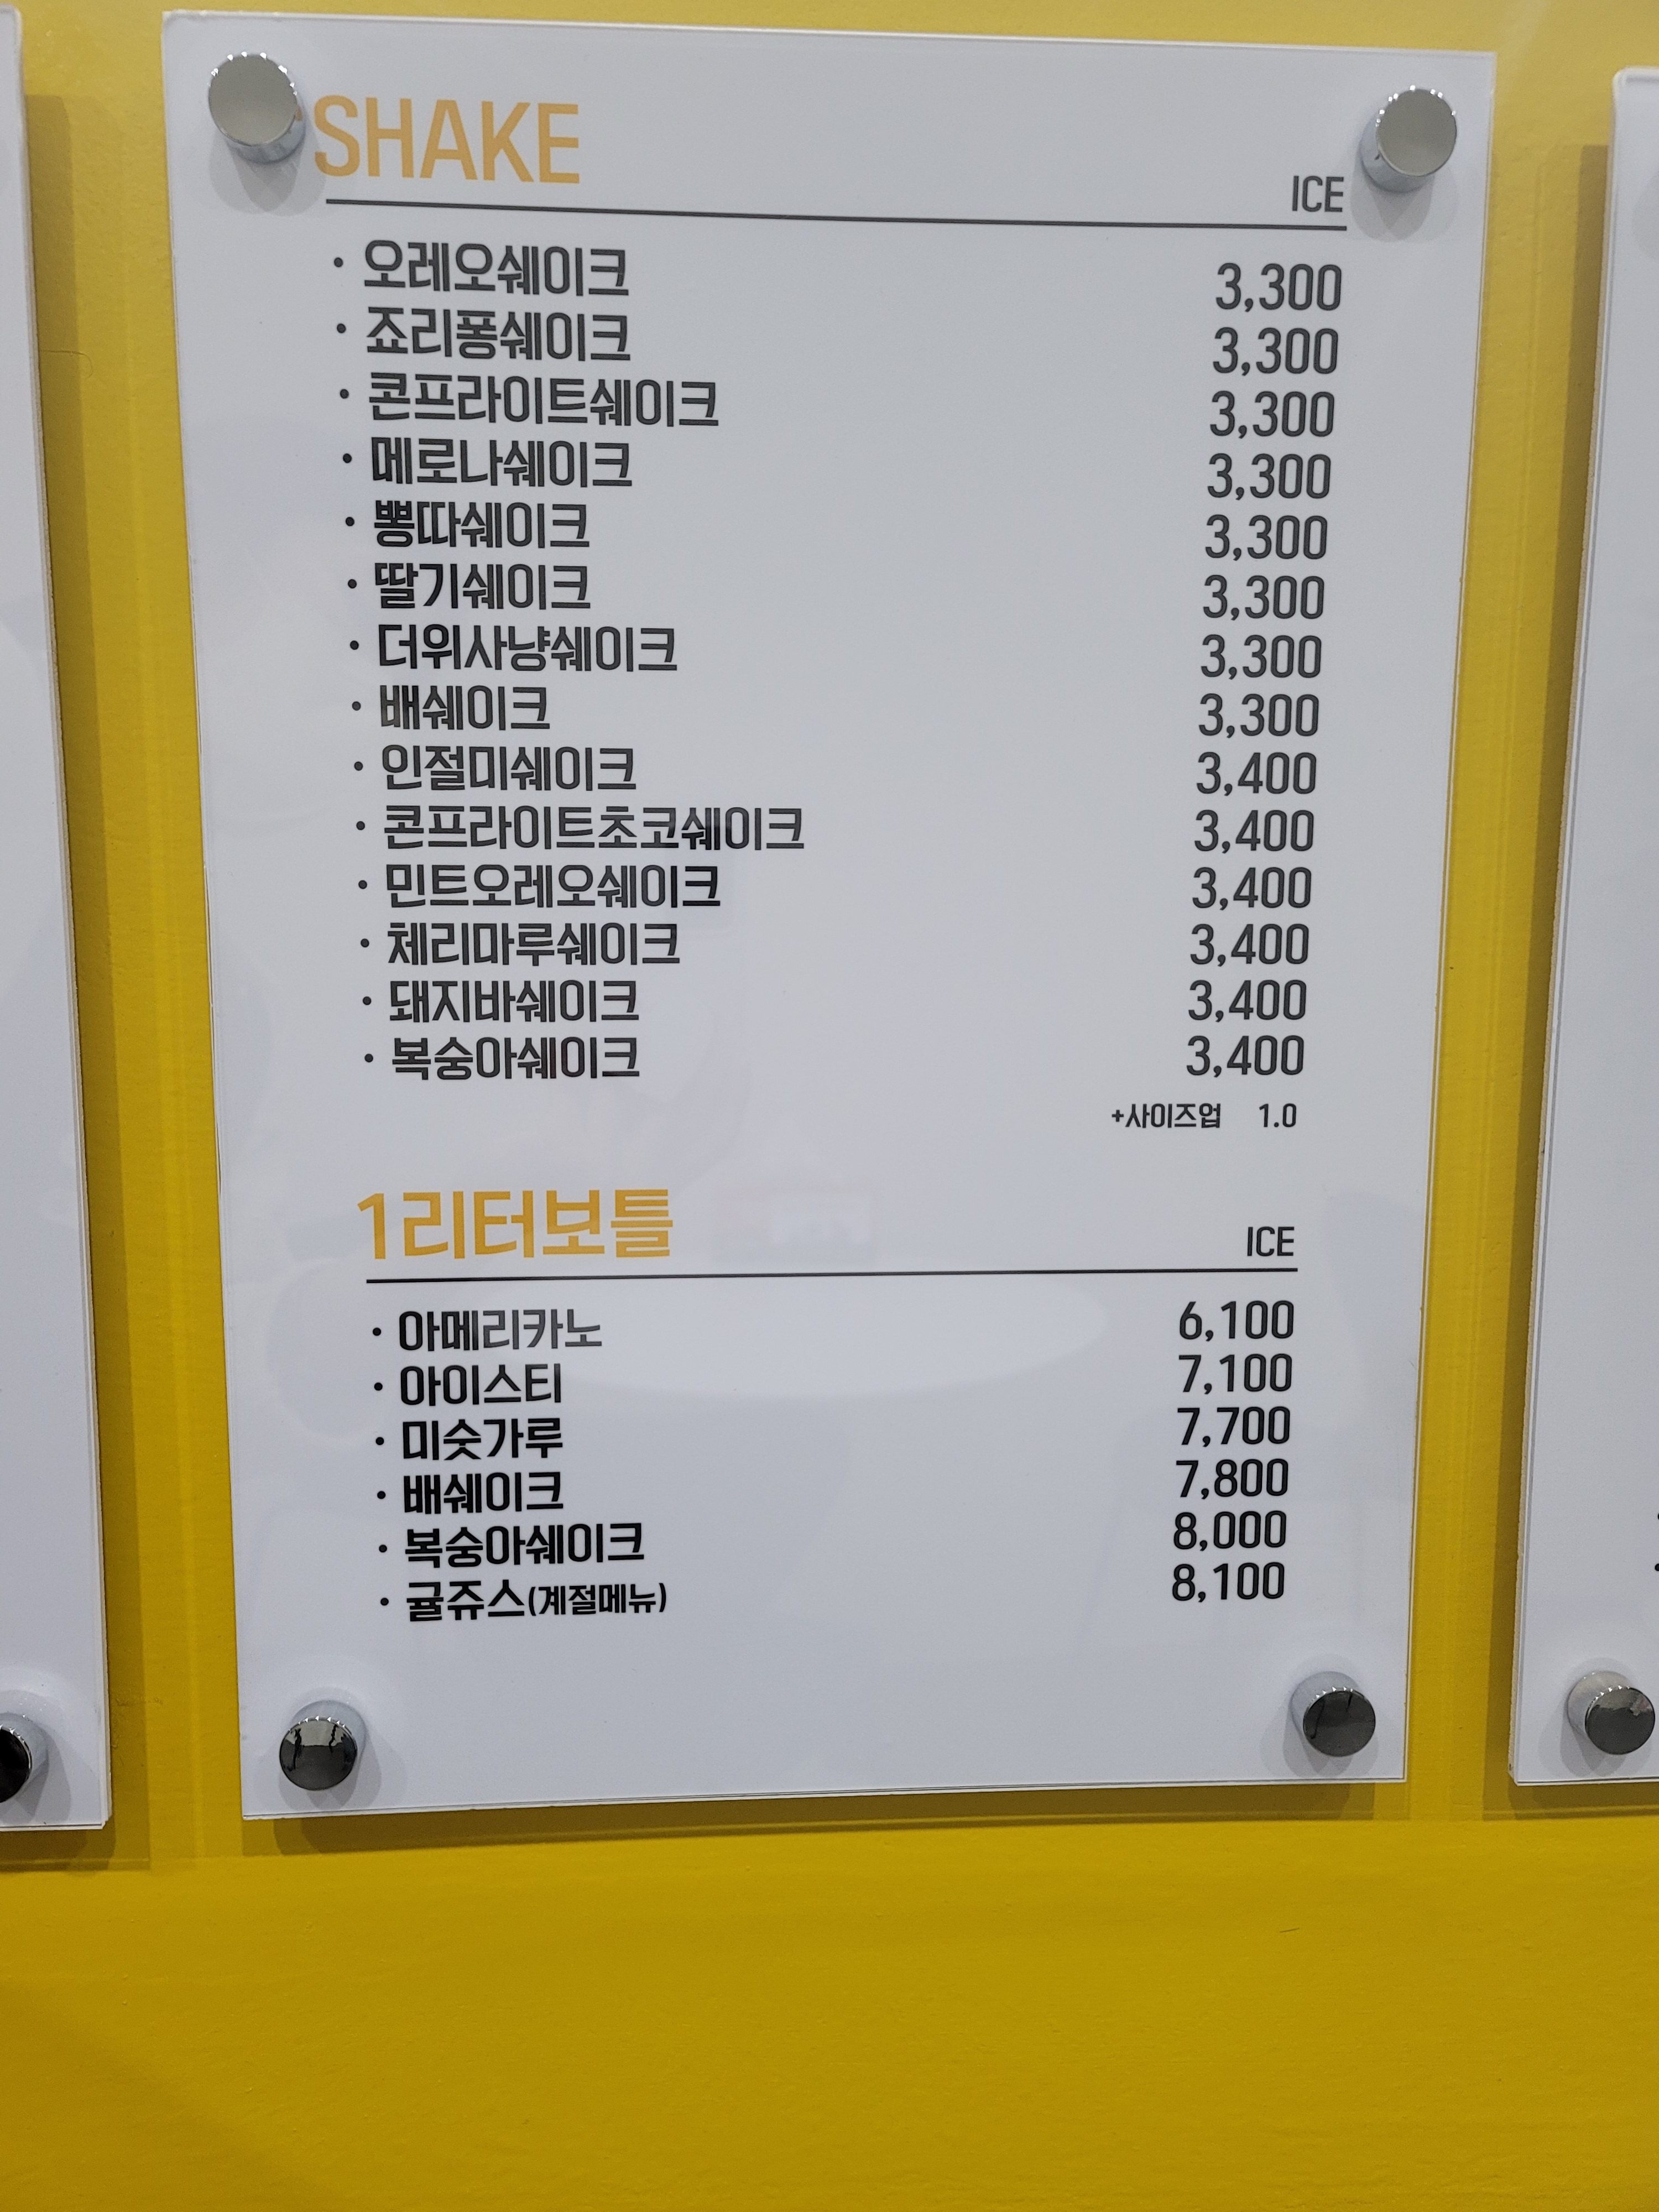 SHAKE
ICE
· 오레오쉐이크 3,300
· 죠리퐁쉐이크 3,300
· 콘프라이트쉐이크 3,300
· 메로나쉐이크 3,300
· 뽕따쉐이크 3,300
· 딸기쉐이크 3,300
· 더위사냥쉐이크 3,300
· 배쉐이크 3,300
· 인절미쉐이크 3,400
· 콘프라이트초코쉐이크 3,400
· 민트오레오쉐이크 3,400
· 체리마루쉐이크 3,400
· 돼지바쉐이크 3,400
· 복숭아쉐이크 3,400
+사이즈업 1.0
1리터보틀 ICE
· 아메리카노 6,100
· 아이스티 7,100
· 미숫가루 7,700
· 배쉐이크 7,800
· 복숭아쉐이크 8,000
· 귤쥬스(계절메뉴) 8,100